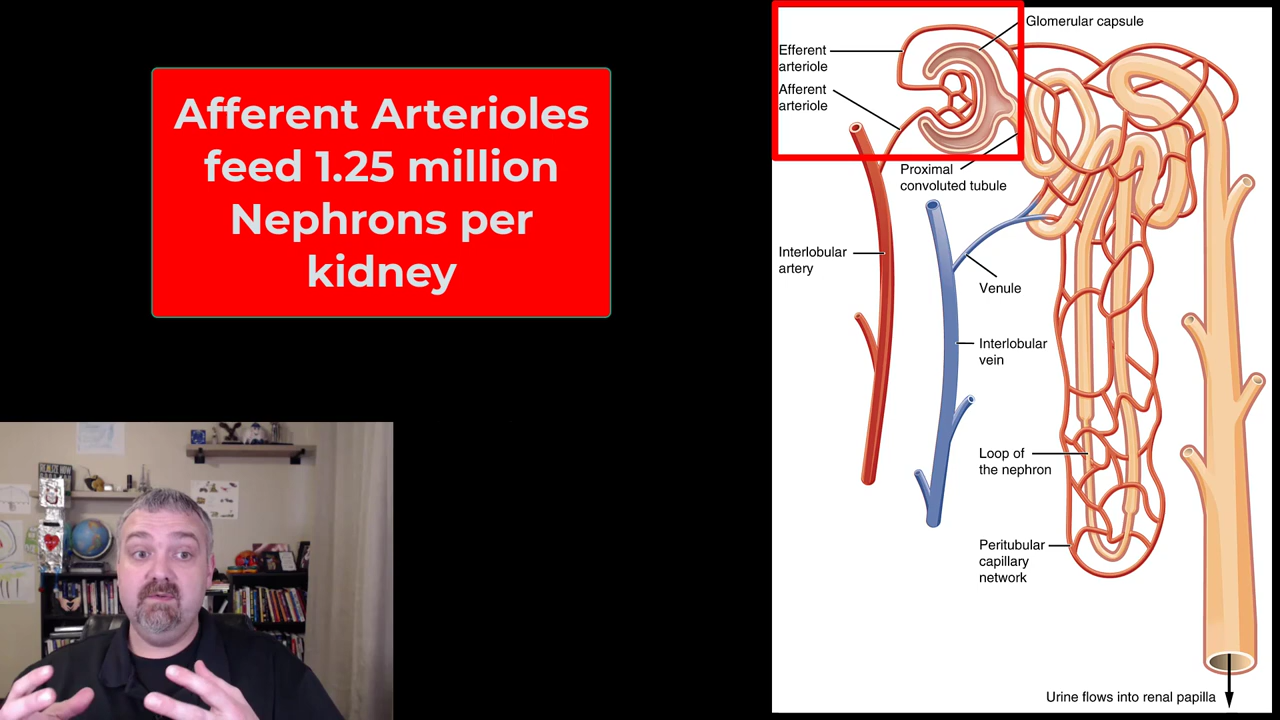 Afferent Arterioles
feed 1.25 million
Nephrons per
kidney
Glomerular capsule
Efferent
arteriole
Afferent
arteriole
Proximal
convoluted tubule
Interlobular
artery
Venule
Interlobular
vein
Loop of
the nephron
Peritubular
capillary
network
Urine flows into renal papilla